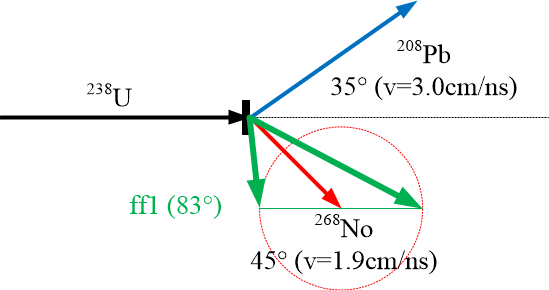 ²⁰⁸Pb
35° (v=3.0cm/ns)
²³⁸U
ff1 (83°)
²⁶⁸No
45° (v=1.9cm/ns)